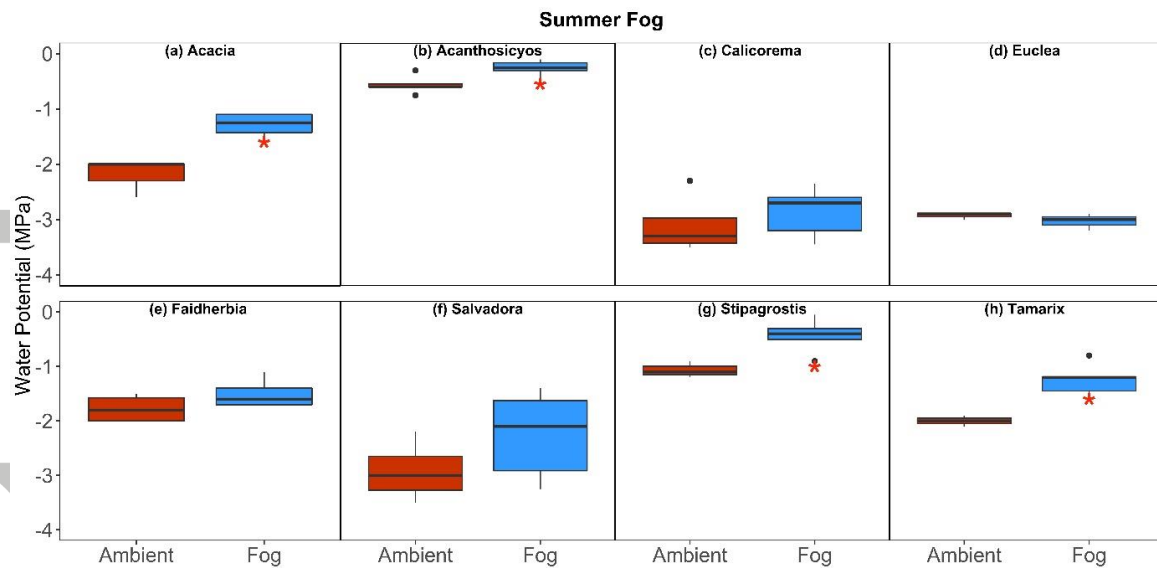 Summer Fog
(a) Acacia
(b) Acanthosicyos
(c) Calicorema
(d) Euclea
0
-1
-2
-3
-4
Water Potential (MPa)
(e) Faidherbia
(f) Salvadora
(g) Stipagrostis
(h) Tamarix
0
-1
-2
-3
-4
Ambient
Fog
Ambient
Fog
Ambient
Fog
Ambient
Fog